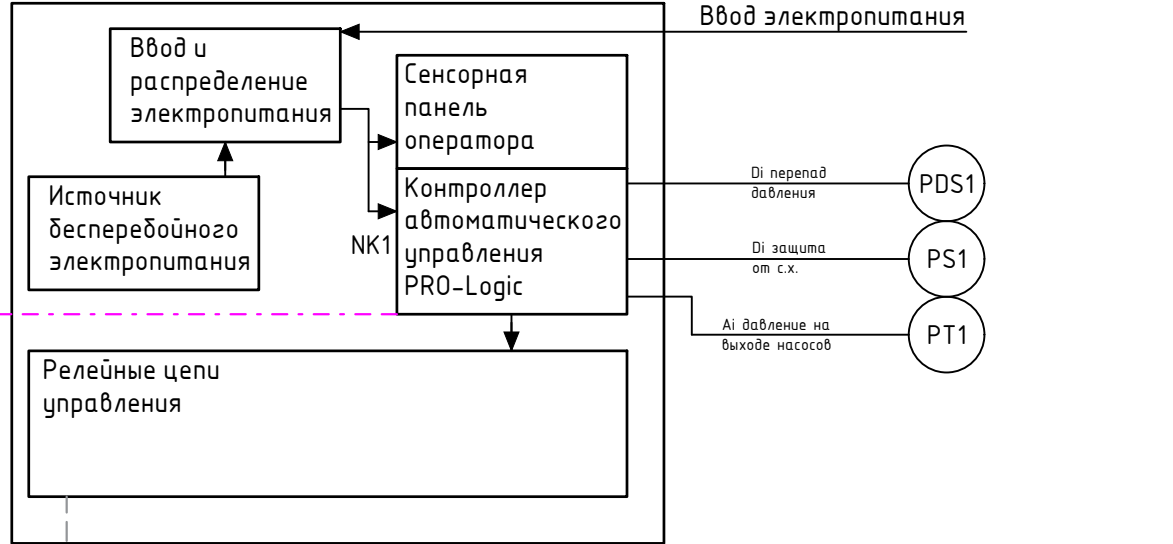 Ввод электропитания
Ввод и
распределение
электропитания
Сенсорная
панель
оператора
Источник
бесперебойного
электропитания
NK1
Контроллер
автоматического
управления
PRO-Logic
Di перепад
давления
PDS1
Di защита
от с.х.
PS1
Ai давление на
выходе насосов
PT1
Релейные цепи
управления